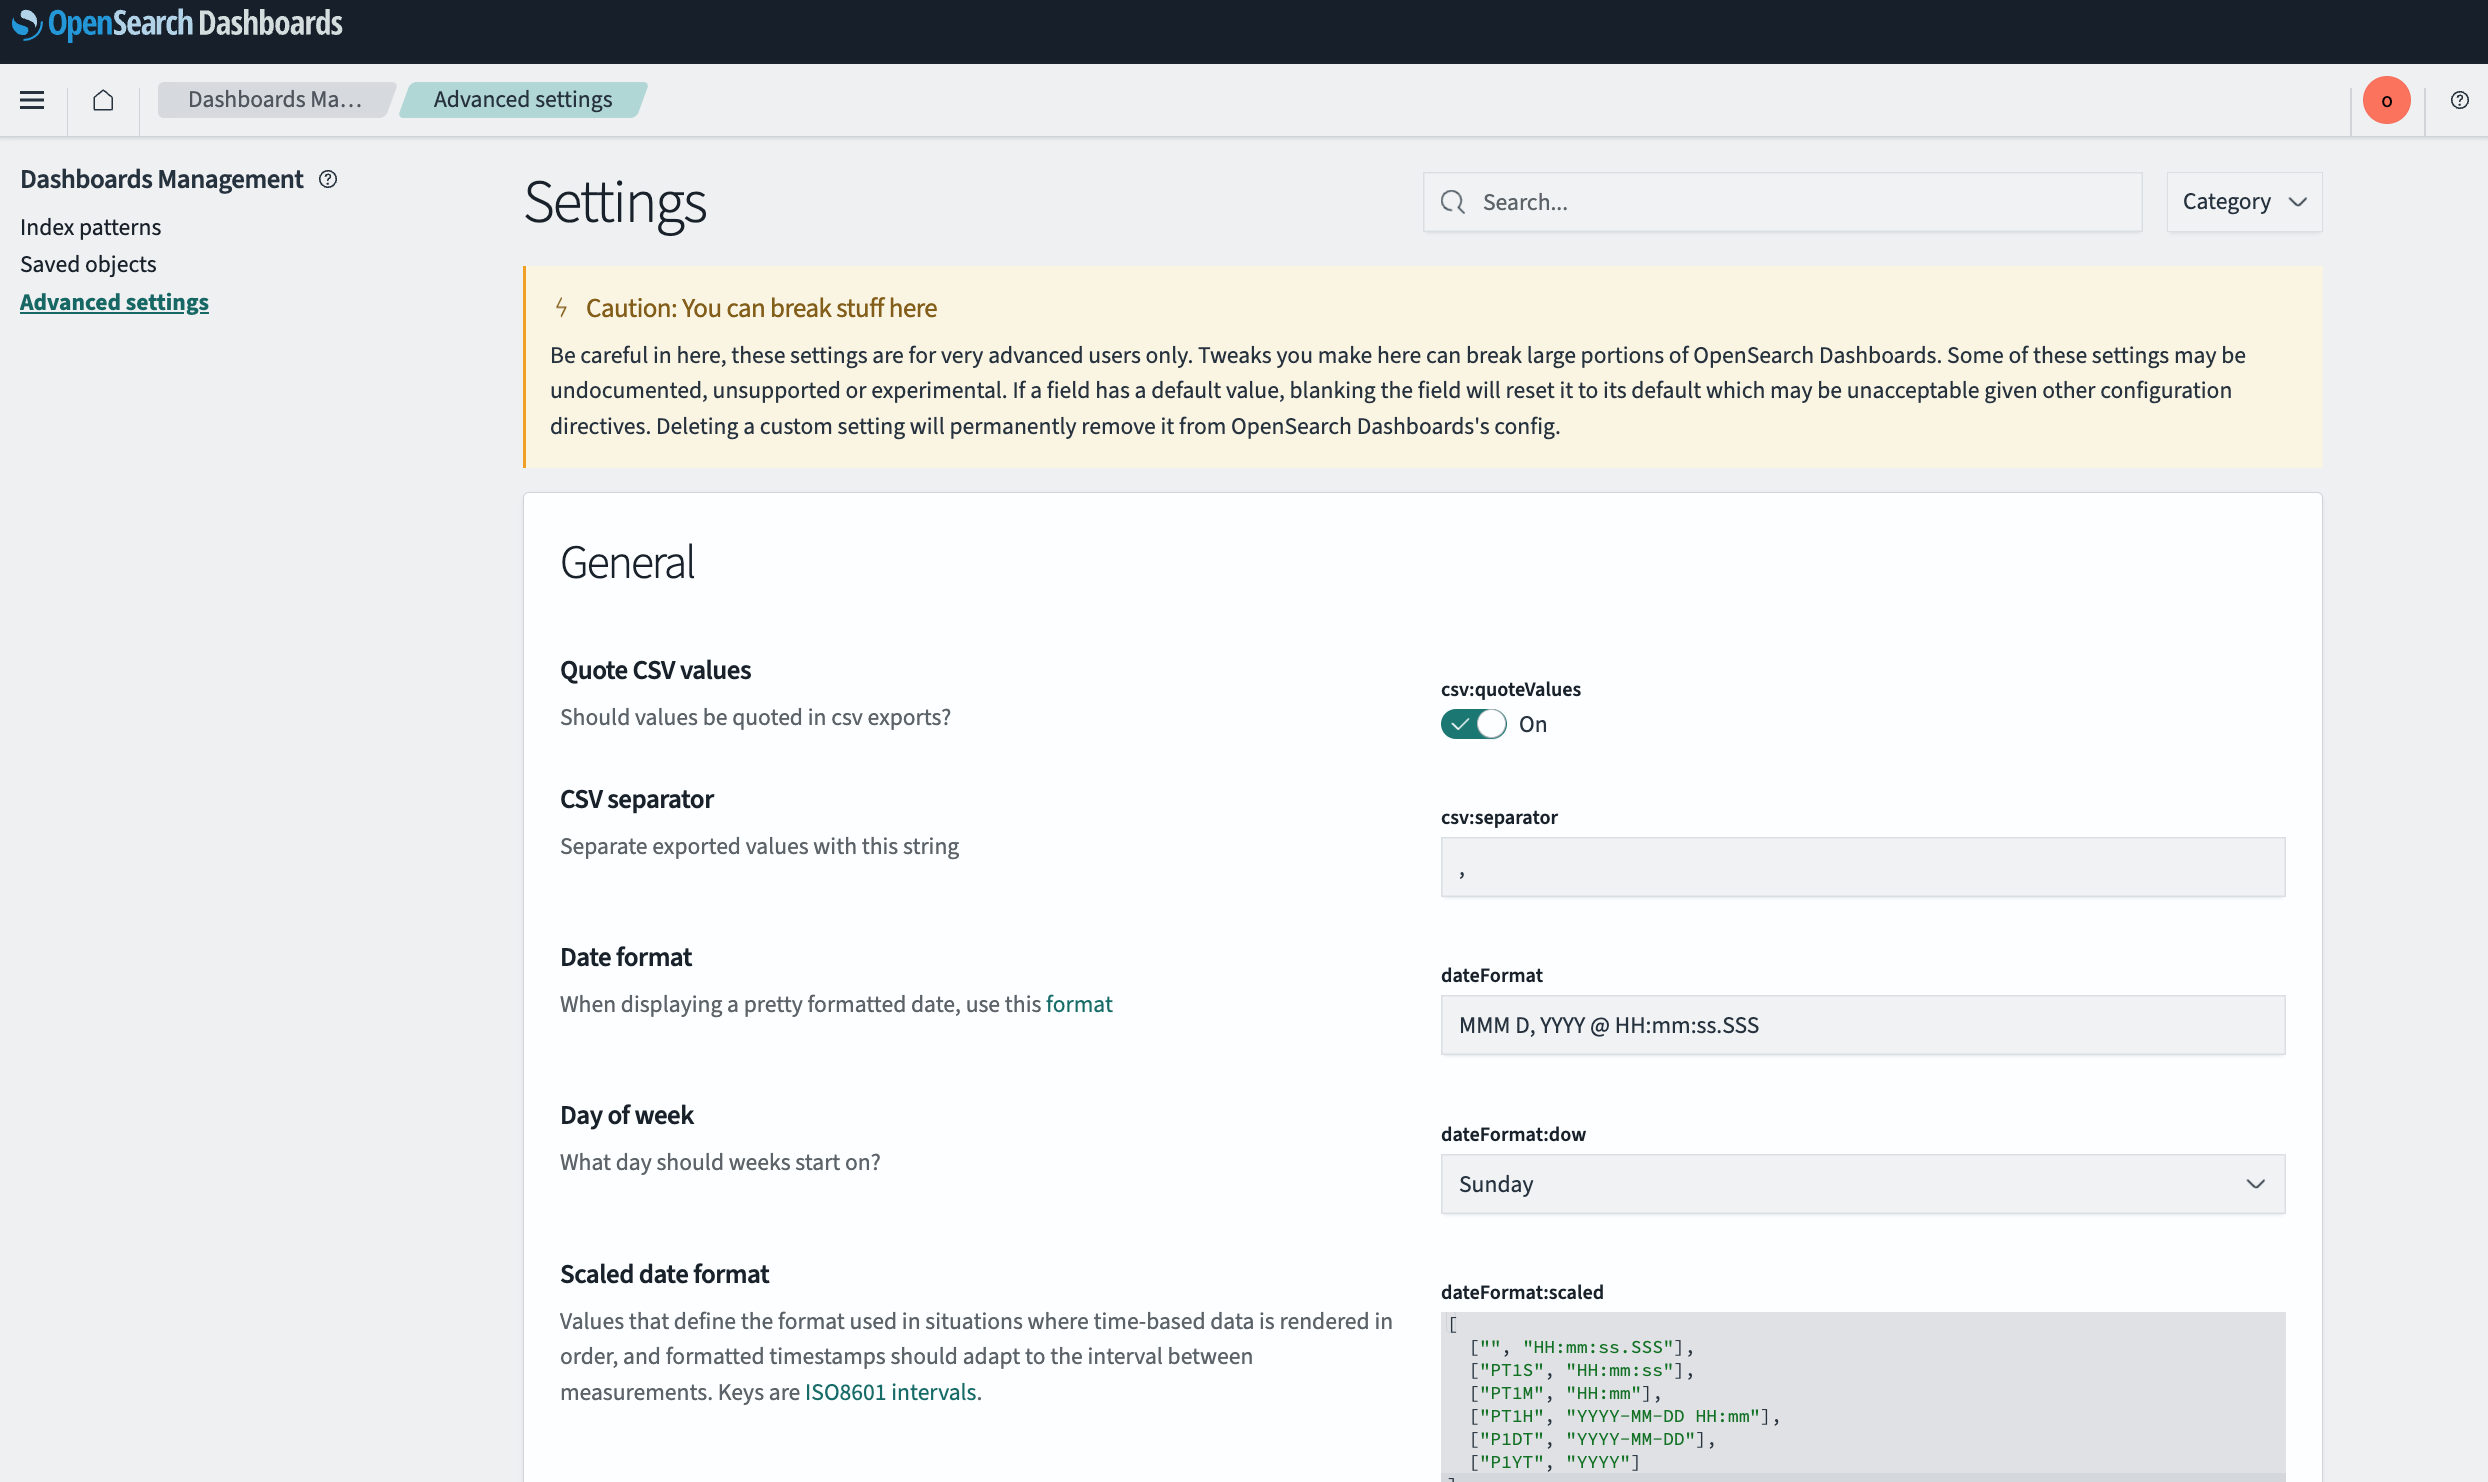 OpenSearch Dashboards
Dashboards Ma…
Advanced settings
o
Dashboards Management
Index patterns
Saved objects
Advanced settings
Settings
Search...
Category
Caution: You can break stuff here
Be careful in here, these settings are for very advanced users only. Tweaks you make here can break large portions of OpenSearch Dashboards. Some of these settings may be
undocumented, unsupported or experimental. If a field has a default value, blanking the field will reset it to its default which may be unacceptable given other configuration
directives. Deleting a custom setting will permanently remove it from OpenSearch Dashboards's config.
General
Quote CSV values
Should values be quoted in csv exports?
csv:quoteValues
On
CSV separator
Separate exported values with this string
csv:separator
,
Date format
When displaying a pretty formatted date, use this format
dateFormat
MMM D, YYYY @ HH:mm:ss.SSS
Day of week
What day should weeks start on?
dateFormat:dow
Sunday
Scaled date format
Values that define the format used in situations where time-based data is rendered in
order, and formatted timestamps should adapt to the interval between
measurements. Keys are ISO8601 intervals.
dateFormat:scaled
[
["", "HH:mm:ss.SSS"],
["PT1S", "HH:mm:ss"],
["PT1M", "HH:mm"],
["PT1H", "YYYY-MM-DD HH:mm"],
["P1DT", "YYYY-MM-DD"],
["P1YT", "YYYY"]